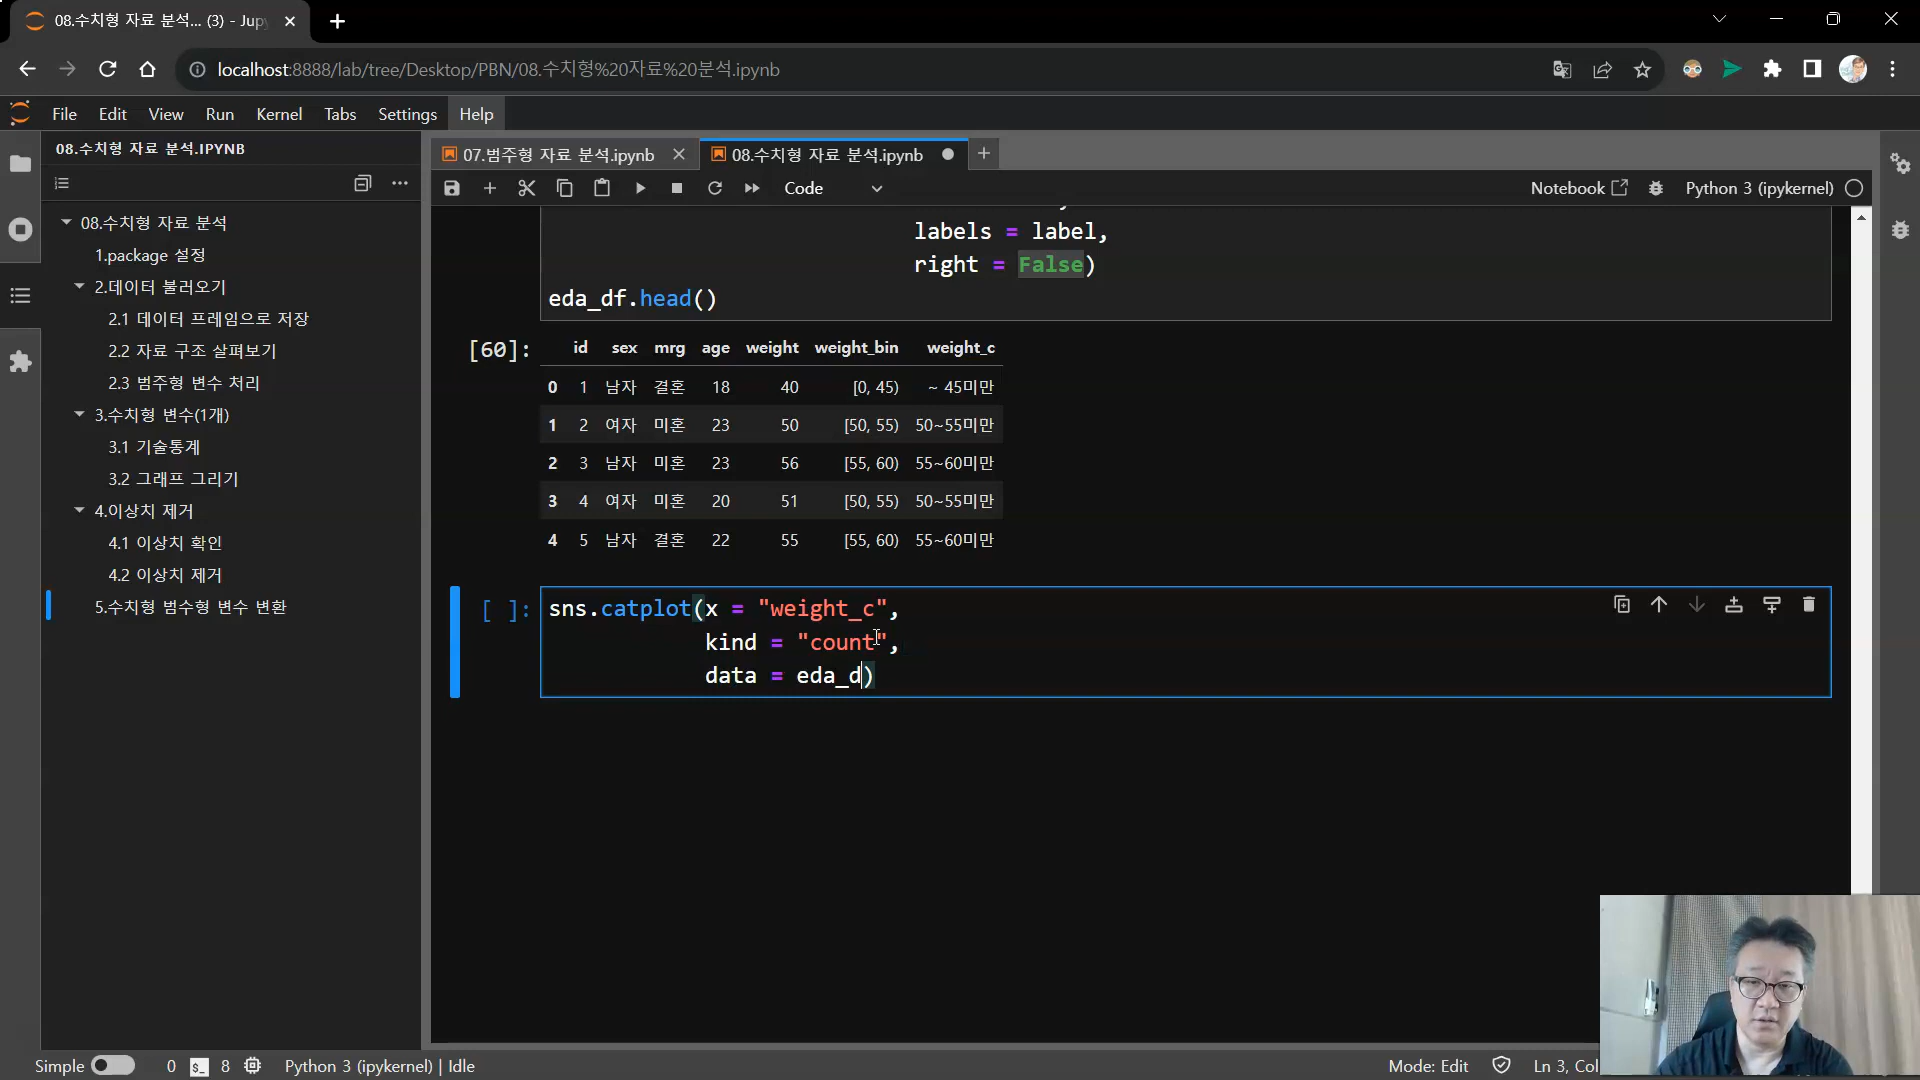 08.수치형 자료 분석... (3) - Jup
localhost:8888/lab/tree/Desktop/PBN/08.수치형%20자료%20분석.ipynb
File Edit View Run Kernel Tabs Settings Help
08.수치형 자료 분석.IPYNB
07.범주형 자료 분석.ipynb
08.수치형 자료 분석.ipynb
Code
Notebook
Python 3 (ipykernel)
08.수치형 자료 분석
1.package 설정
2.데이터 불러오기
2.1 데이터 프레임으로 저장
2.2 자료 구조 살펴보기
2.3 범주형 변수 처리
3.수치형 변수(1개)
3.1 기술통계
3.2 그래프 그리기
4.이상치 제거
4.1 이상치 확인
4.2 이상치 제거
5.수치형 범수형 변수 변환
labels = label,
right = False)
eda_df.head()
[60]:
id sex mrg age weight weight_bin weight_c
0 1 남자 결혼 18 40 [0, 45) ~ 45미만
1 2 여자 미혼 23 50 [50, 55) 50~55미만
2 3 남자 미혼 23 56 [55, 60) 55~60미만
3 4 여자 미혼 20 51 [50, 55) 50~55미만
4 5 남자 결혼 22 55 [55, 60) 55~60미만
[ ]: sns.catplot(x = "weight_c",
kind = "count",
data = eda_d)
Simple 0 8 Python 3 (ipykernel) | Idle
Mode: Edit Ln 3, Col